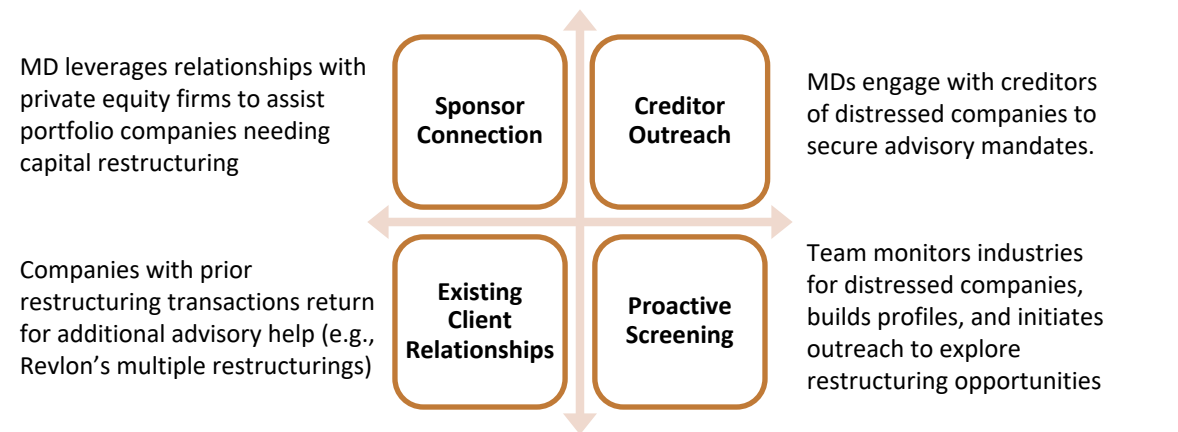 MD leverages relationships with
private equity firms to assist
portfolio companies needing
capital restructuring
Sponsor
Connection
Creditor
Outreach
MDs engage with creditors
of distressed companies to
secure advisory mandates.
Companies with prior
restructuring transactions return
for additional advisory help (e.g.,
Revlon’s multiple restructurings)
Existing
Client
Relationships
Proactive
Screening
Team monitors industries
for distressed companies,
builds profiles, and initiates
outreach to explore
restructuring opportunities